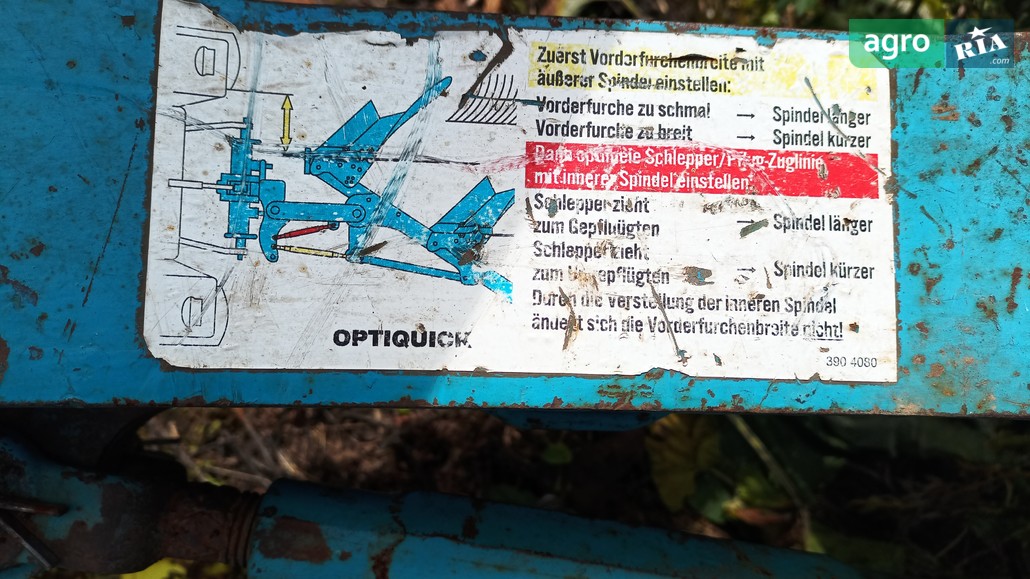 agro
RIA
.com
Zuerst Vorderfurchenbreite mit
äußerer Spindel einstellen:
Vorderfurche zu schmal → Spindel länger
Vorderfurche zu breit → Spindel kürzer
Dann optimale Schlepper/Pflug-Zuglinie
mit innerer Spindel einstellen
Schlepper zieht
zum Gepflügten → Spindel länger
Schlepper zieht
zum Ungepflügten → Spindel kürzer
Durch die verstellung der inneren Spindel
ändert sich die Vorderfurchenbreite nicht!
OPTIQUICK
390 4080